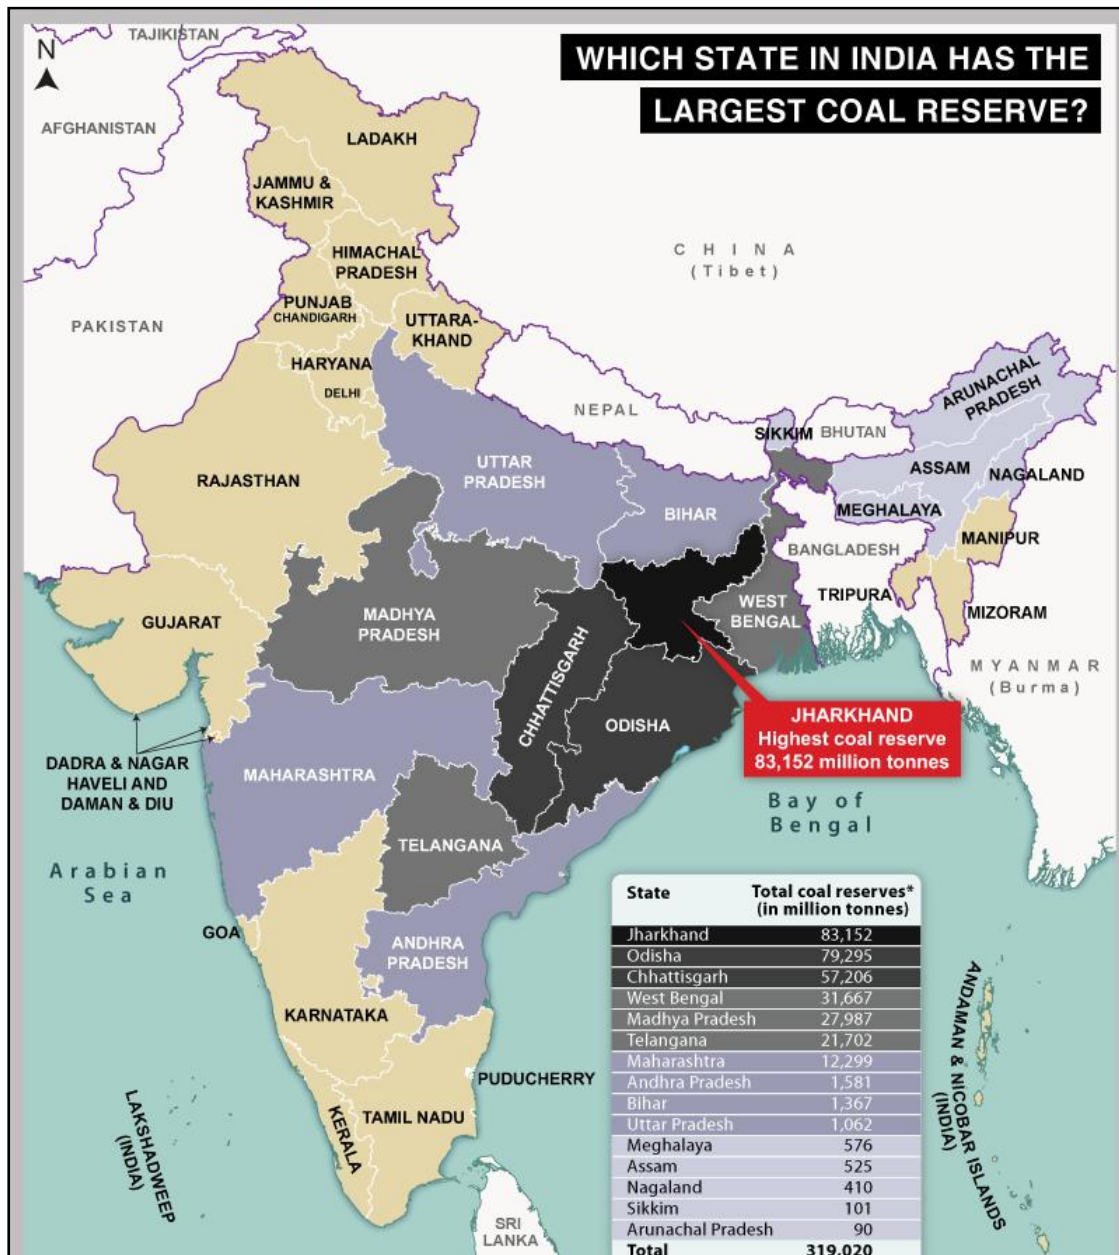 WHICH STATE IN INDIA HAS THE
LARGEST COAL RESERVE?
N
TAJIKISTAN
AFGHANISTAN
LADAKH
JAMMU &
KASHMIR
CHINA
(Tibet)
HIMACHAL
PRADESH
PAKISTAN
PUNJAB
CHANDIGARH
UTTARA-
KHAND
HARYANA
DELHI
NEPAL
ARUNACHAL
PRADESH
SIKKIM
BHUTAN
RAJASTHAN
UTTAR
PRADESH
ASSAM
NAGALAND
BIHAR
MEGHALAYA
MANIPUR
BANGLADESH
GUJARAT
MADHYA
PRADESH
WEST
BENGAL
TRIPURA
MIZORAM
CHHATTISGARH
MYANMAR
(Burma)
ODISHA
JHARKHAND
Highest coal reserve
83,152 million tonnes
DADRA & NAGAR
HAVELI AND
DAMAN & DIU
MAHARASHTRA
Bay of
Bengal
TELANGANA
Arabian
Sea
GOA
ANDHRA
PRADESH
KARNATAKA
PUDUCHERRY
TAMIL NADU
KERALA
LAKSHADWEEP
(INDIA)
SRI
LANKA
ANDAMAN & NICOBAR ISLANDS
(INDIA)
State Total coal reserves*
(in million tonnes)
Jharkhand 83,152
Odisha 79,295
Chhattisgarh 57,206
West Bengal 31,667
Madhya Pradesh 27,987
Telangana 21,702
Maharashtra 12,299
Andhra Pradesh 1,581
Bihar 1,367
Uttar Pradesh 1,062
Meghalaya 576
Assam 525
Nagaland 410
Sikkim 101
Arunachal Pradesh 90
Total 319,020